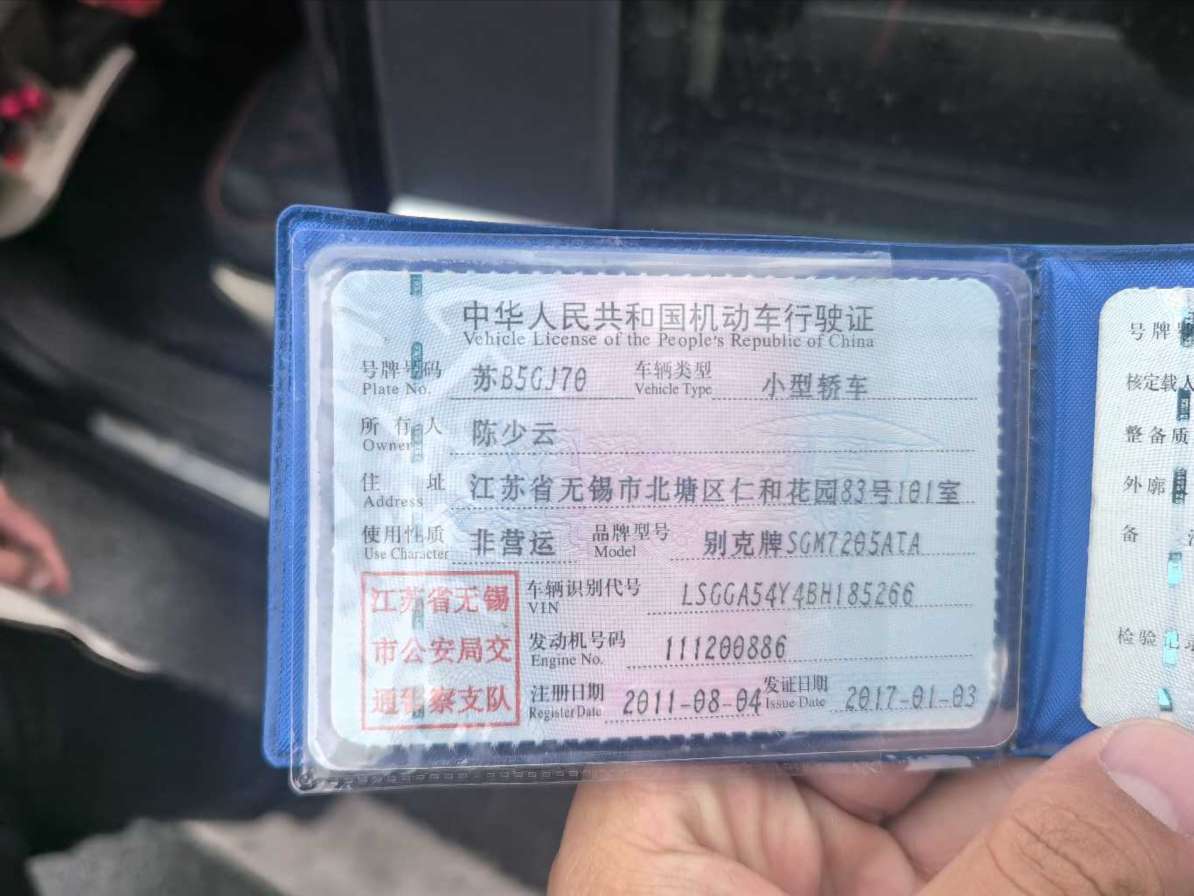 中华人民共和国机动车行驶证
Vehicle License of the People's Republic of China
号牌号码 苏B5GJ70 车辆类型 小型轿车
Plate No. Vehicle Type
所有人 陈少云
Owner
住址 江苏省无锡市北塘区仁和花园83号101室
Address
使用性质 非营运 品牌型号 别克牌SGM7205ATA
Use Character Model
江苏省无锡
市公安局交
通警察支队
车辆识别代号 LSGGA54Y4BH185266
VIN
发动机号码 111200886
Engine No.
注册日期 2011-08-04 发证日期 2017-01-03
Register Date Issue Date
号牌
核定载人
整备质
外廓
备
检验记录